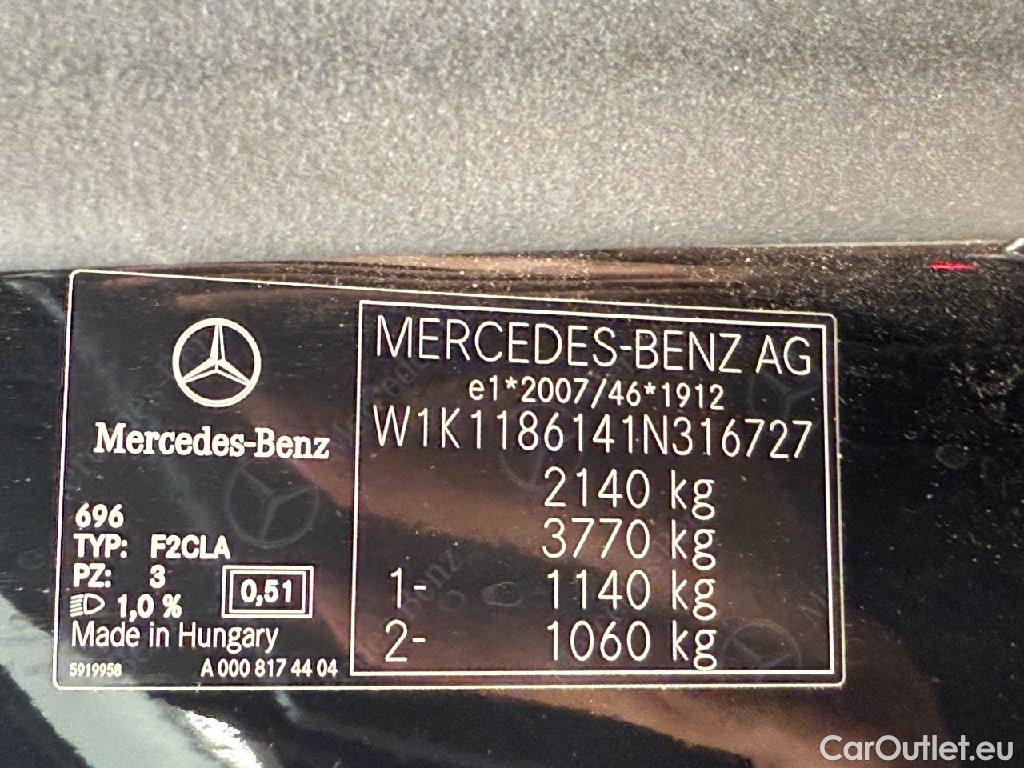 Mercedes-Benz
696
TYP: F2CLA
PZ: 3
1,0 %
0,51
Made in Hungary
5919958
A 000 817 44 04
MERCEDES-BENZ AG
e1*2007/46*1912
W1K1186141N316727
2140 kg
3770 kg
1- 1140 kg
2- 1060 kg
CarOutlet.eu